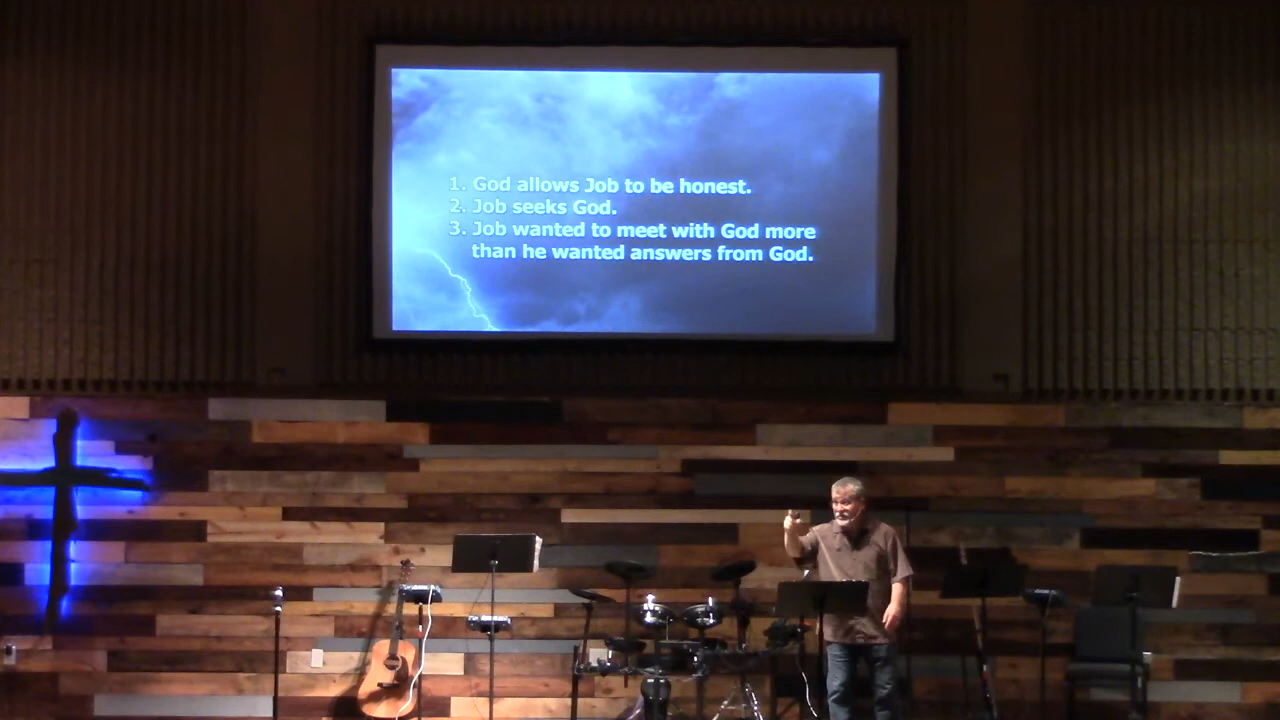 1. God allows Job to be honest.
2. Job seeks God.
3. Job wanted to meet with God more
than he wanted answers from God.